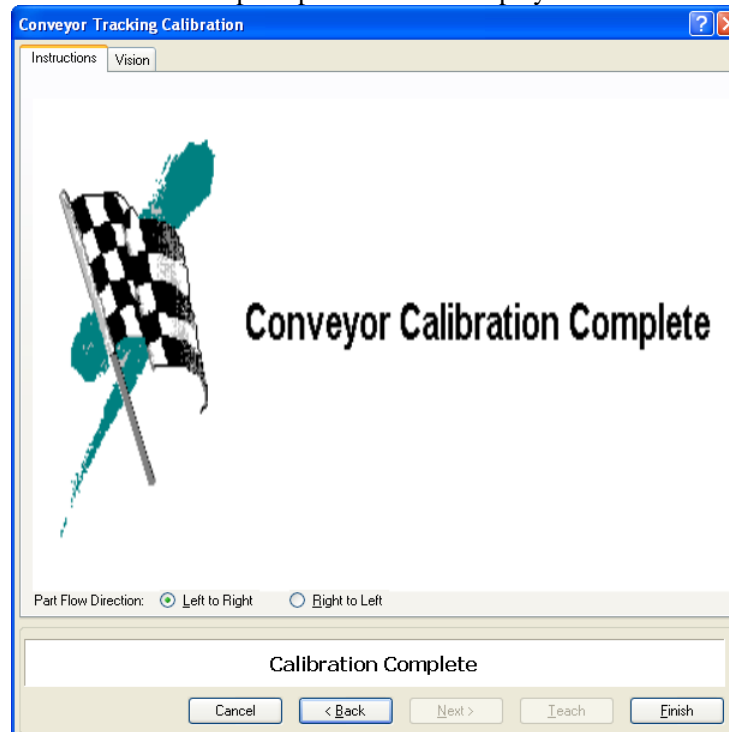 Conveyor Tracking Calibration
Instructions Vision
Conveyor Calibration Complete
Part Flow Direction: Left to Right Right to Left
Calibration Complete
Cancel < Back Next > Teach Finish